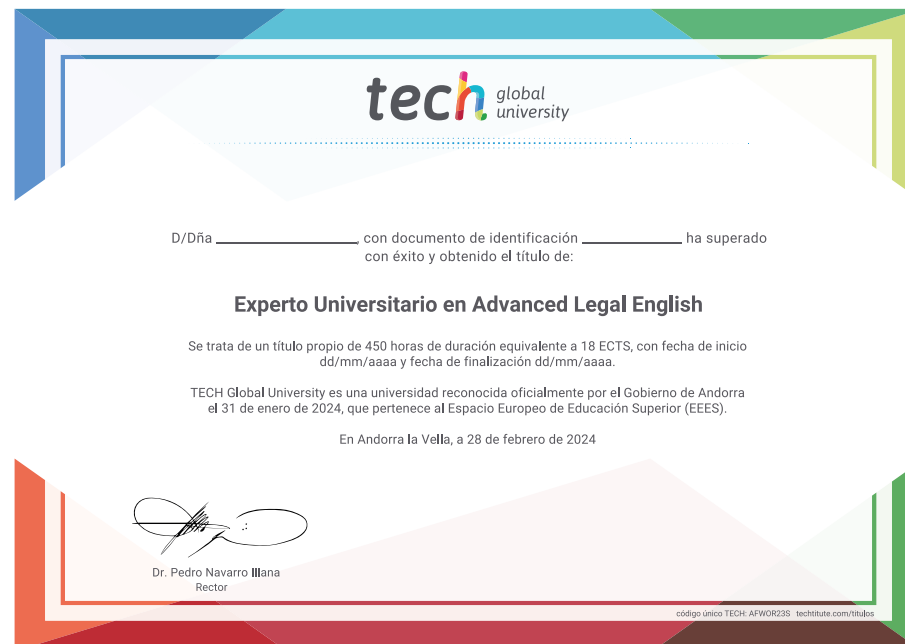 tech global university
D/Dña ____________________, con documento de identificación ______________ ha superado
con éxito y obtenido el título de:
Experto Universitario en Advanced Legal English
Se trata de un título propio de 450 horas de duración equivalente a 18 ECTS, con fecha de inicio
dd/mm/aaaa y fecha de finalización dd/mm/aaaa.
TECH Global University es una universidad reconocida oficialmente por el Gobierno de Andorra
el 31 de enero de 2024, que pertenece al Espacio Europeo de Educación Superior (EEES).
En Andorra la Vella, a 28 de febrero de 2024
Dr. Pedro Navarro Illana
Rector
código único TECH: AFWOR23S techtitute.com/titulos